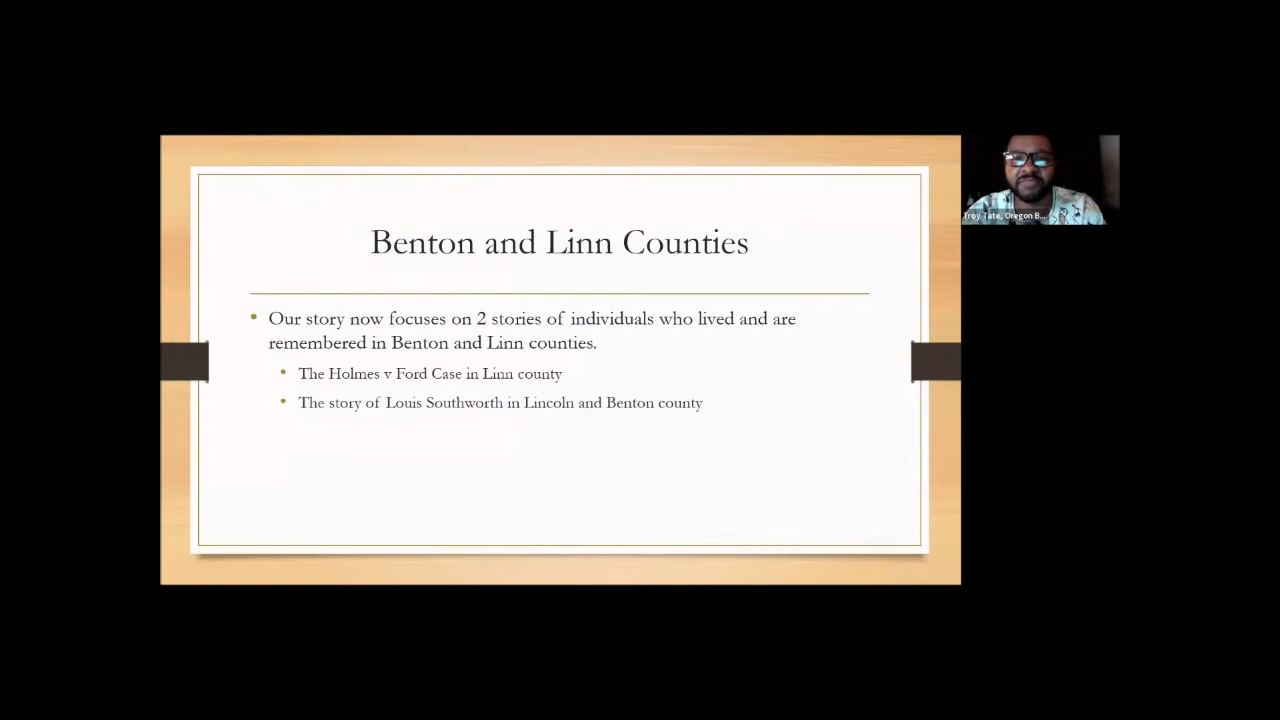 Benton and Linn Counties
• Our story now focuses on 2 stories of individuals who lived and are
remembered in Benton and Linn counties.
• The Holmes v Ford Case in Linn county
• The story of Louis Southworth in Lincoln and Benton county
Troy Tate, Oregon B...